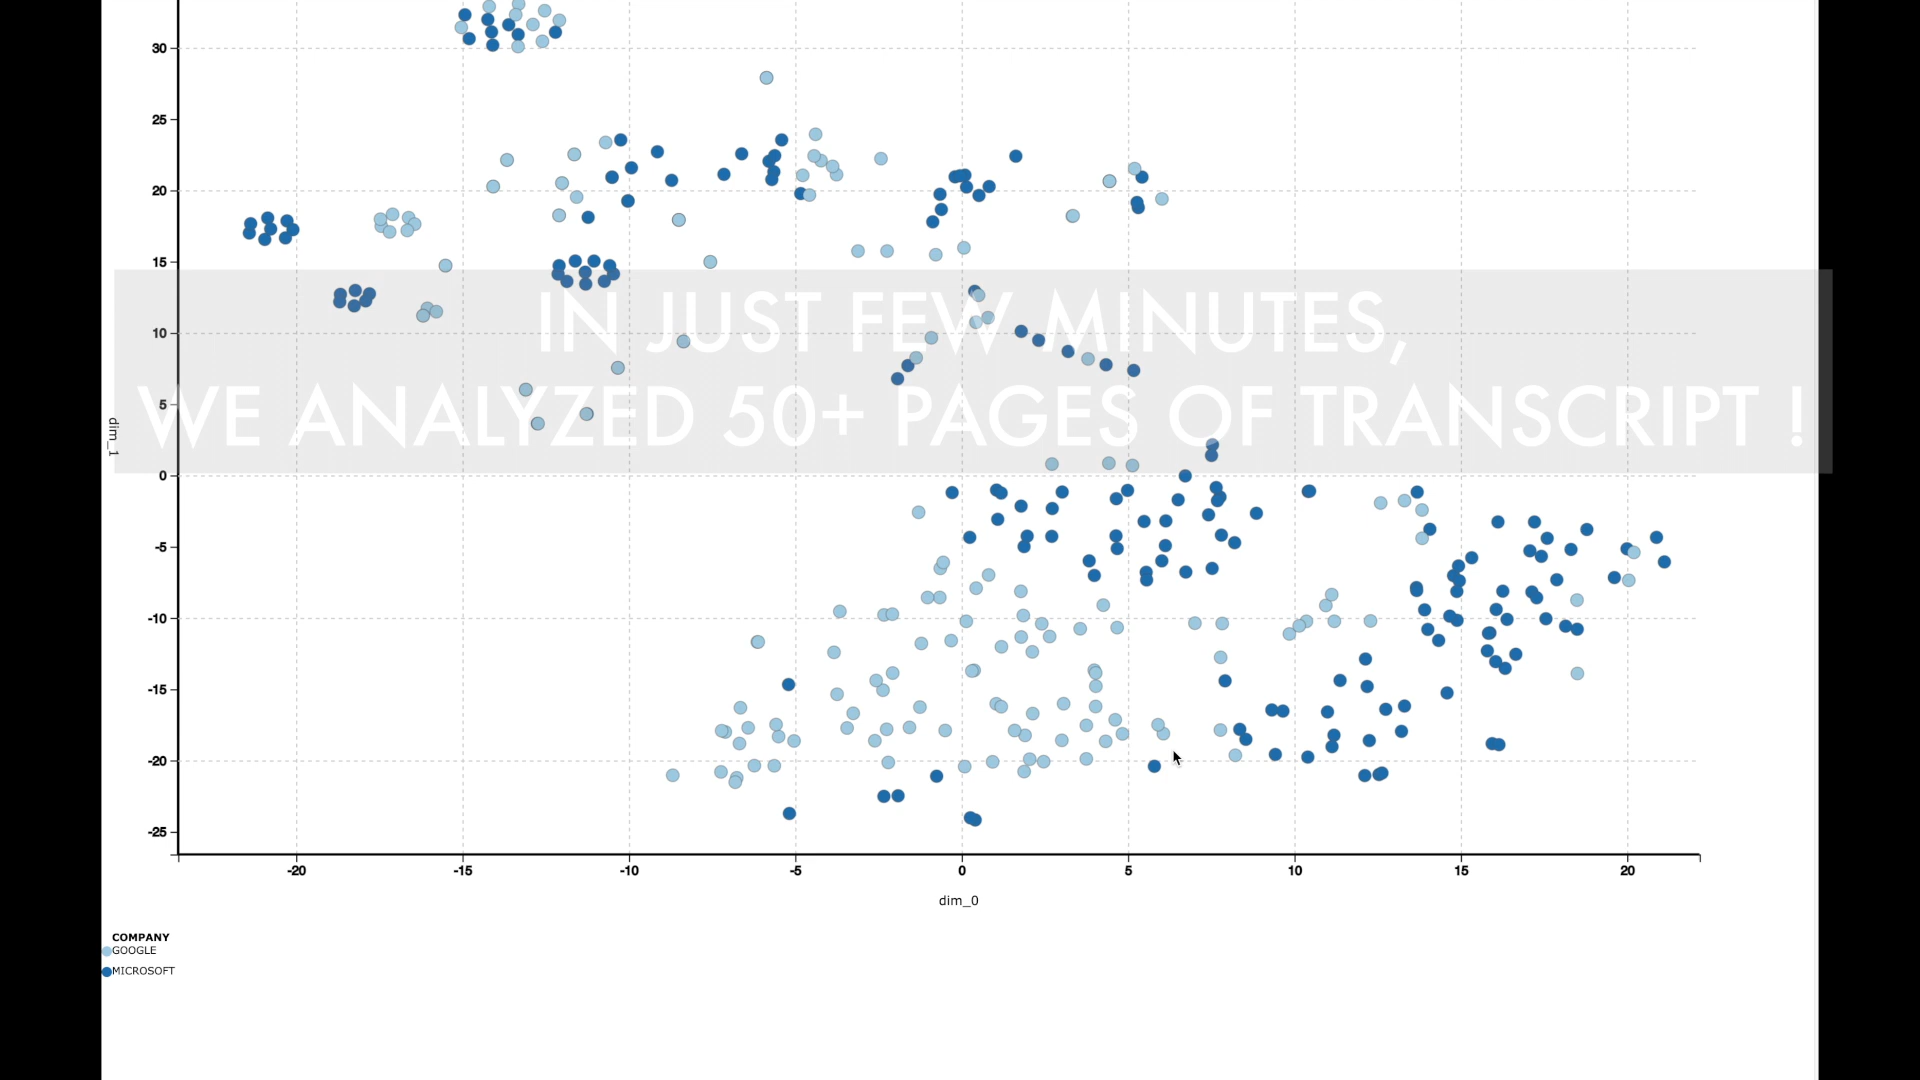 30
25
20
15
IN JUST FEW MINUTES,
10
WE ANALYZED 50+ PAGES OF TRANSCRIPT !
5
dim_1
0
-5
-10
-15
-20
-25
-20 -15 -10 -5 0 5 10 15 20
dim_0
COMPANY
GOOGLE
MICROSOFT